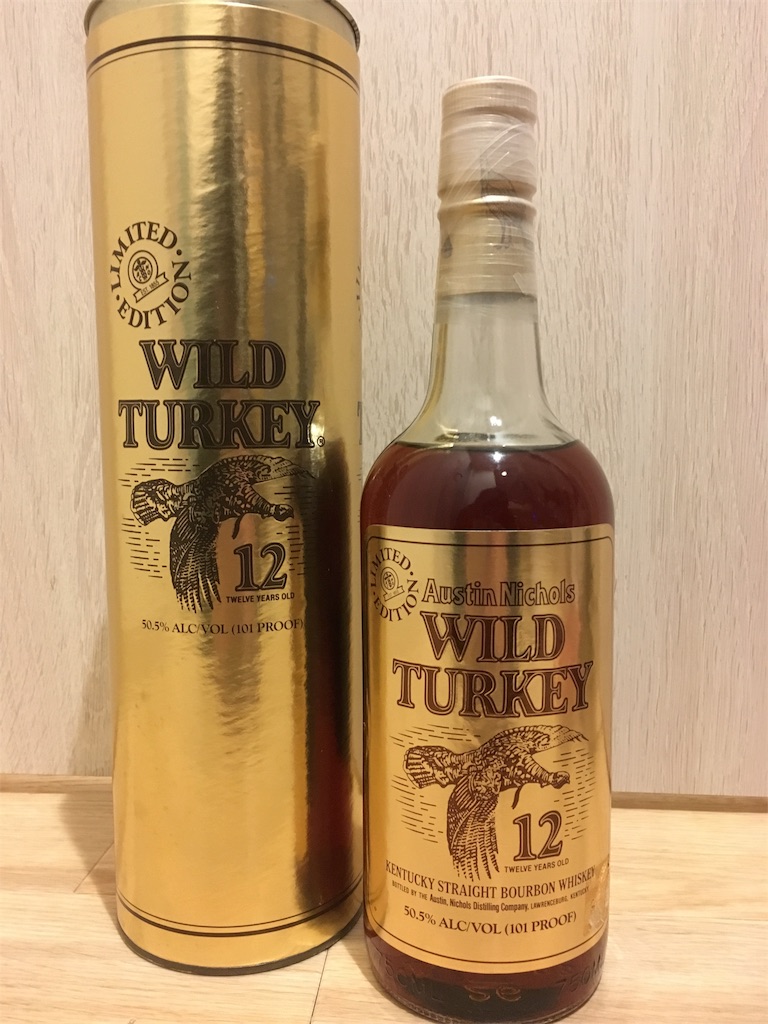 LIMITED · EDITION ·
EST. 1855
WILD
TURKEY®
12
TWELVE YEARS OLD
50.5% ALC/VOL (101 PROOF)
LIMITED · EDITION ·
Austin Nichols
WILD
TURKEY
12
TWELVE YEARS OLD
KENTUCKY STRAIGHT BOURBON WHISKEY
BOTTLED BY THE Austin, Nichols Distilling Company, LAWRENCEBURG, KENTUCKY
50.5% ALC/VOL (101 PROOF)
750ML 750M